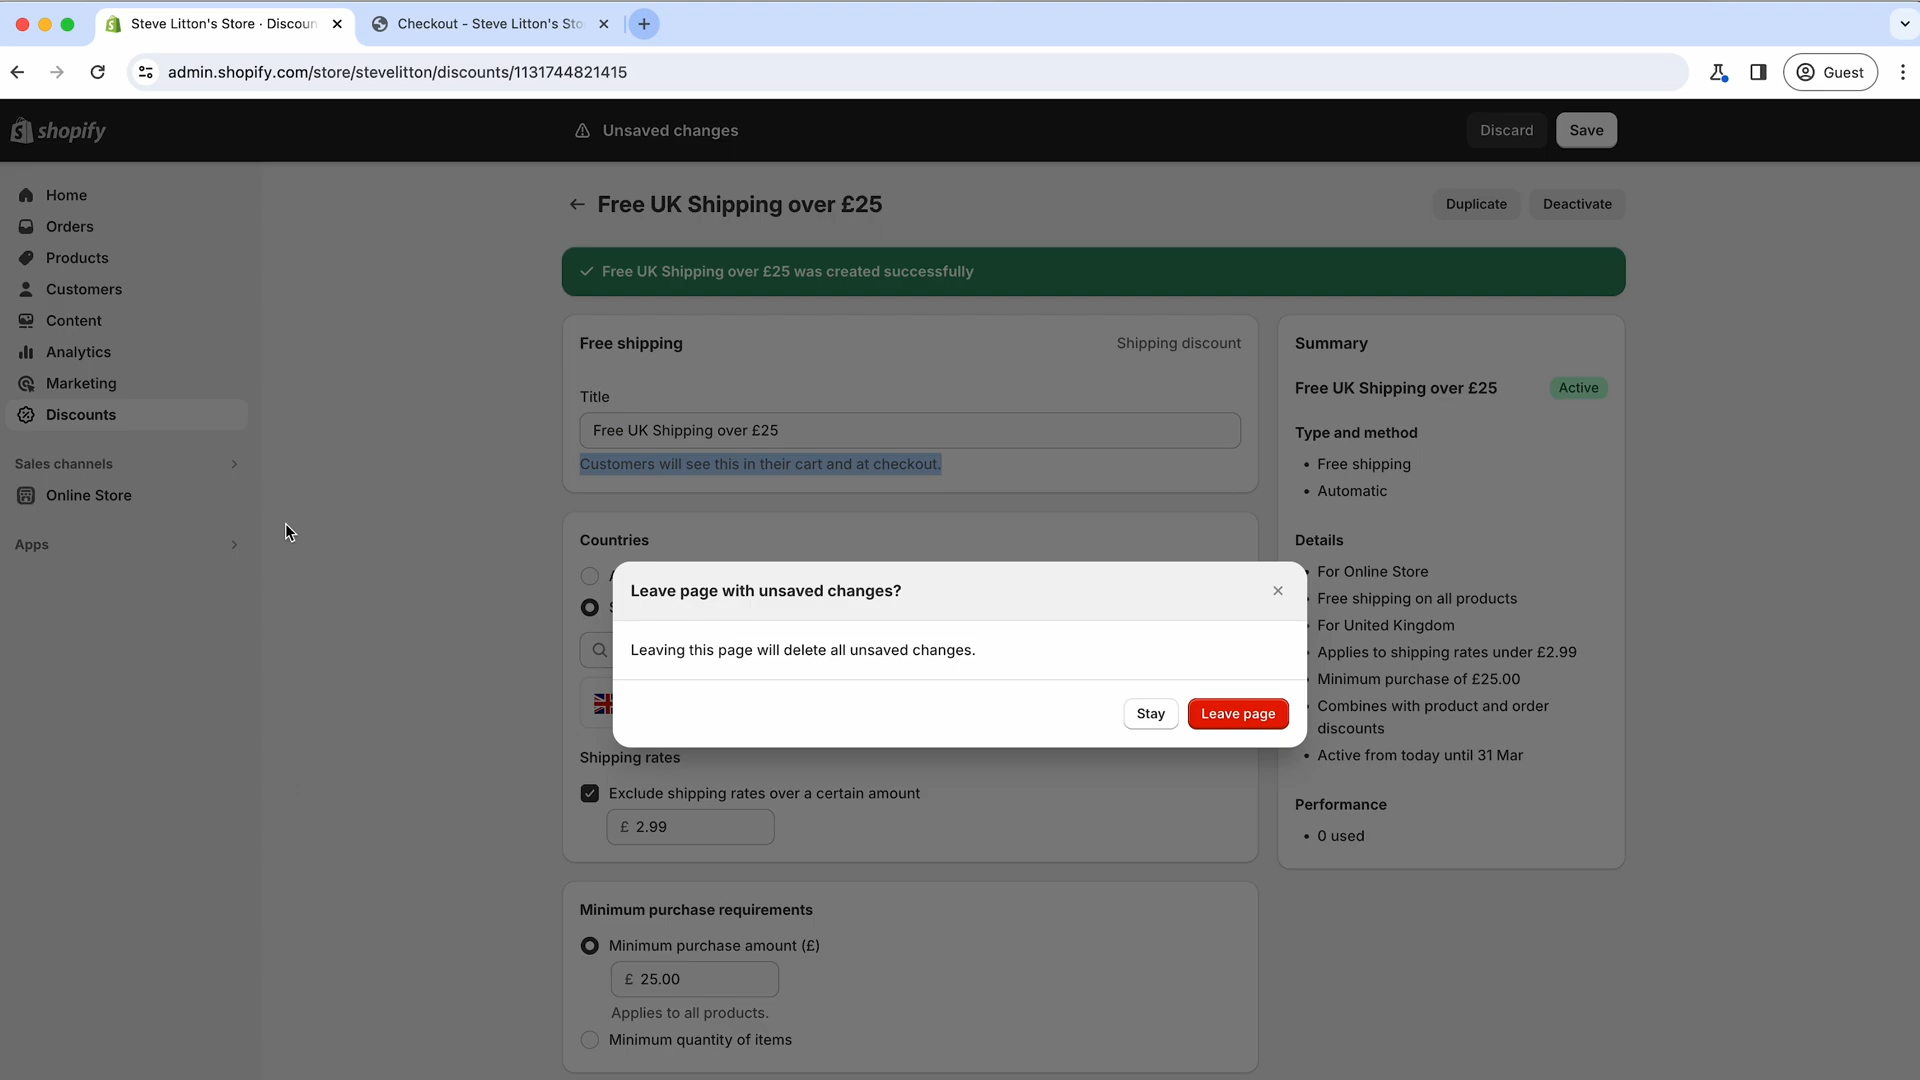 Steve Litton's Store · Discoun
Checkout - Steve Litton's Sto
admin.shopify.com/store/stevelitton/discounts/1131744821415
Guest
shopify
Unsaved changes
Discard
Save
Home
Orders
Products
Customers
Content
Analytics
Marketing
Discounts
Sales channels
Online Store
Apps
Free UK Shipping over £25
Duplicate
Deactivate
Free UK Shipping over £25 was created successfully
Free shipping
Shipping discount
Title
Free UK Shipping over £25
Customers will see this in their cart and at checkout.
Countries
Leave page with unsaved changes?
Leaving this page will delete all unsaved changes.
Stay
Leave page
Shipping rates
Exclude shipping rates over a certain amount
£ 2.99
Minimum purchase requirements
Minimum purchase amount (£)
£ 25.00
Applies to all products.
Minimum quantity of items
Summary
Free UK Shipping over £25
Active
Type and method
• Free shipping
• Automatic
Details
• For Online Store
• Free shipping on all products
• For United Kingdom
• Applies to shipping rates under £2.99
• Minimum purchase of £25.00
• Combines with product and order
discounts
• Active from today until 31 Mar
Performance
• 0 used